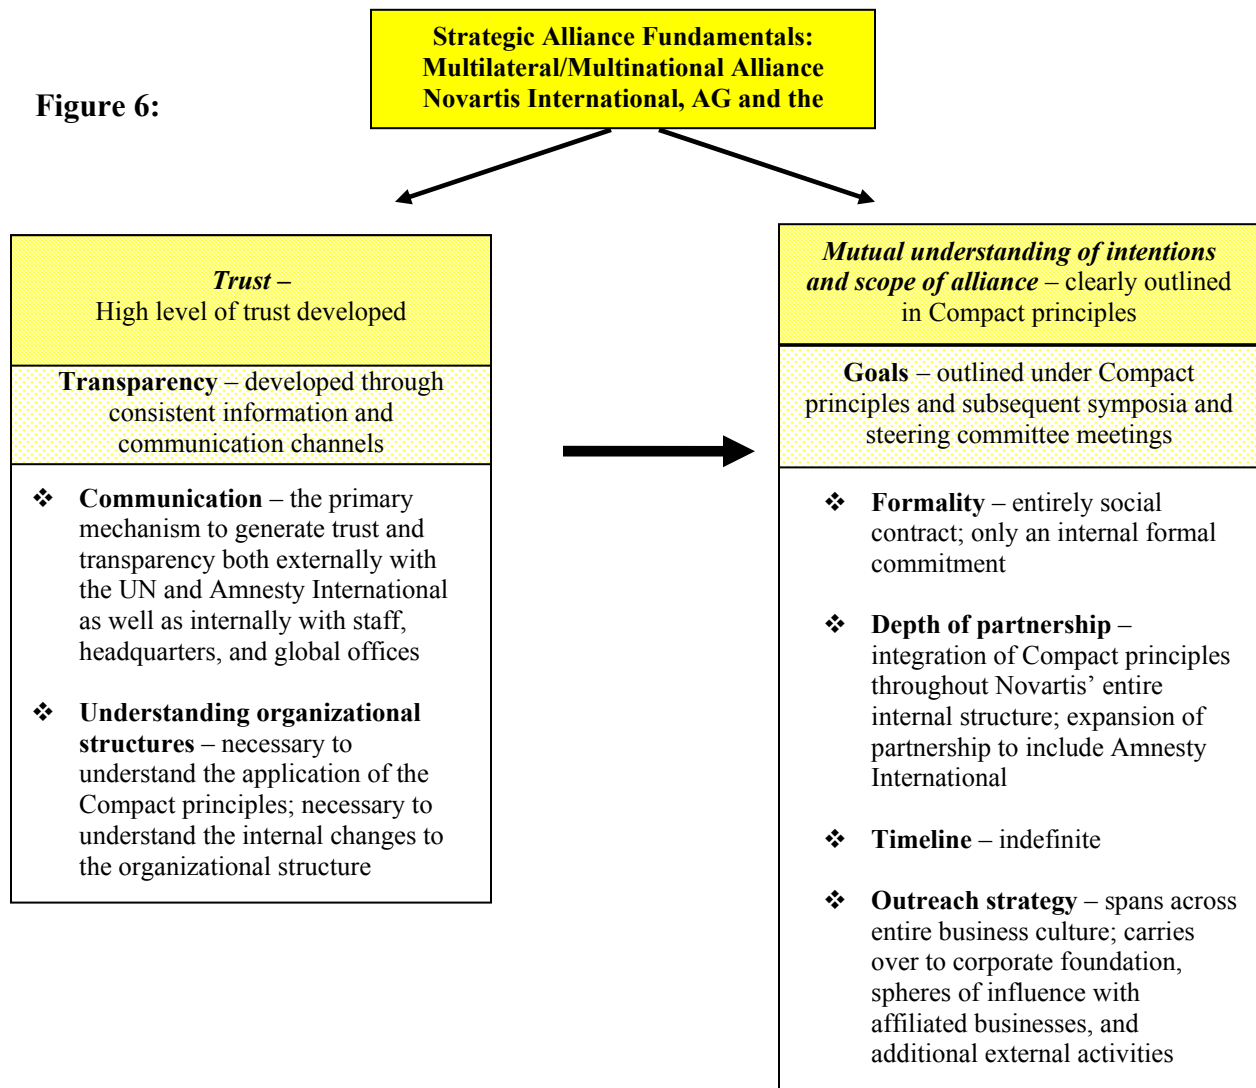 Strategic Alliance Fundamentals:
Multilateral/Multinational Alliance
Novartis International, AG and the
Figure 6:
Trust –
High level of trust developed
Transparency – developed through
consistent information and
communication channels
❖ Communication – the primary
mechanism to generate trust and
transparency both externally with
the UN and Amnesty International
as well as internally with staff,
headquarters, and global offices
❖ Understanding organizational
structures – necessary to
understand the application of the
Compact principles; necessary to
understand the internal changes to
the organizational structure
Mutual understanding of intentions
and scope of alliance – clearly outlined
in Compact principles
Goals – outlined under Compact
principles and subsequent symposia and
steering committee meetings
❖ Formality – entirely social
contract; only an internal formal
commitment
❖ Depth of partnership –
integration of Compact principles
throughout Novartis’ entire
internal structure; expansion of
partnership to include Amnesty
International
❖ Timeline – indefinite
❖ Outreach strategy – spans across
entire business culture; carries
over to corporate foundation,
spheres of influence with
affiliated businesses, and
additional external activities